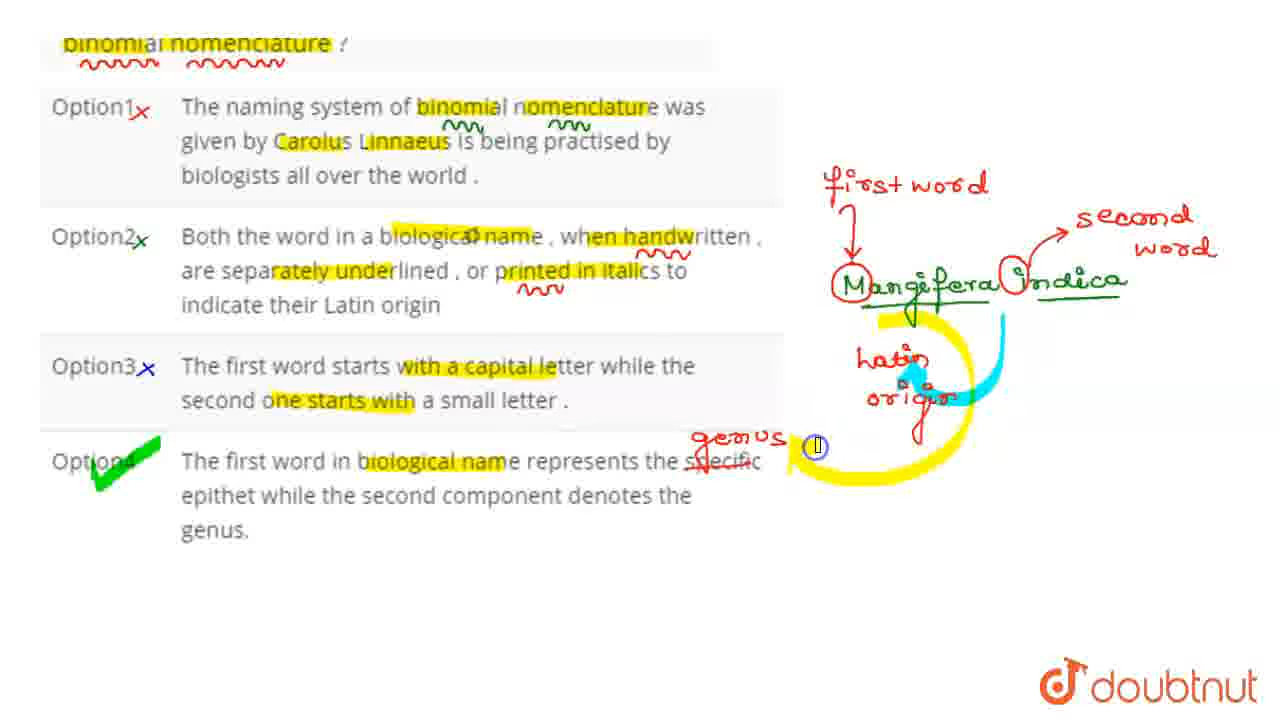 binomial nomenclature ?
Option1 x The naming system of binomial nomenclature was
given by Carolus Linnaeus is being practised by
biologists all over the world .
Option2 x Both the word in a biological name , when handwritten ,
are separately underlined , or printed in italics to
indicate their Latin origin
Option3 x The first word starts with a capital letter while the
second one starts with a small letter .
Option4 The first word in biological name represents the specific
epithet while the second component denotes the
genus.
genus
first word
second
word
Mangifera indica
Latin
origin
doubtnut